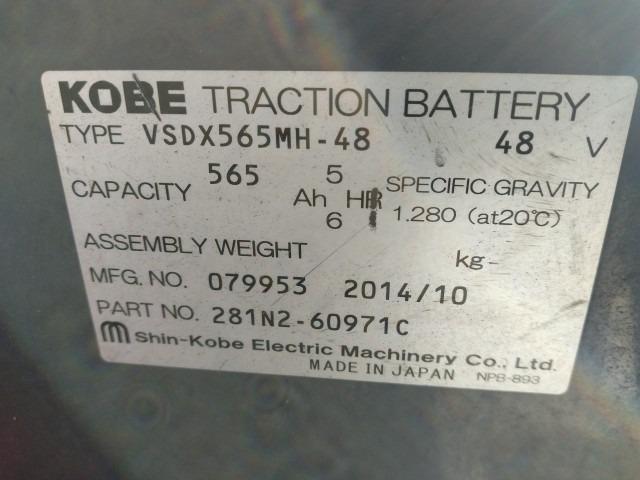 KOBE TRACTION BATTERY
TYPE VSDX565MH-48 48 V
CAPACITY 565 Ah 5 HR SPECIFIC GRAVITY
6 1.280 (at20℃)
ASSEMBLY WEIGHT kg-
MFG. NO. 079953 2014/10
PART NO. 281N2-60971C
Shin-Kobe Electric Machinery Co., Ltd.
MADE IN JAPAN NPS-893